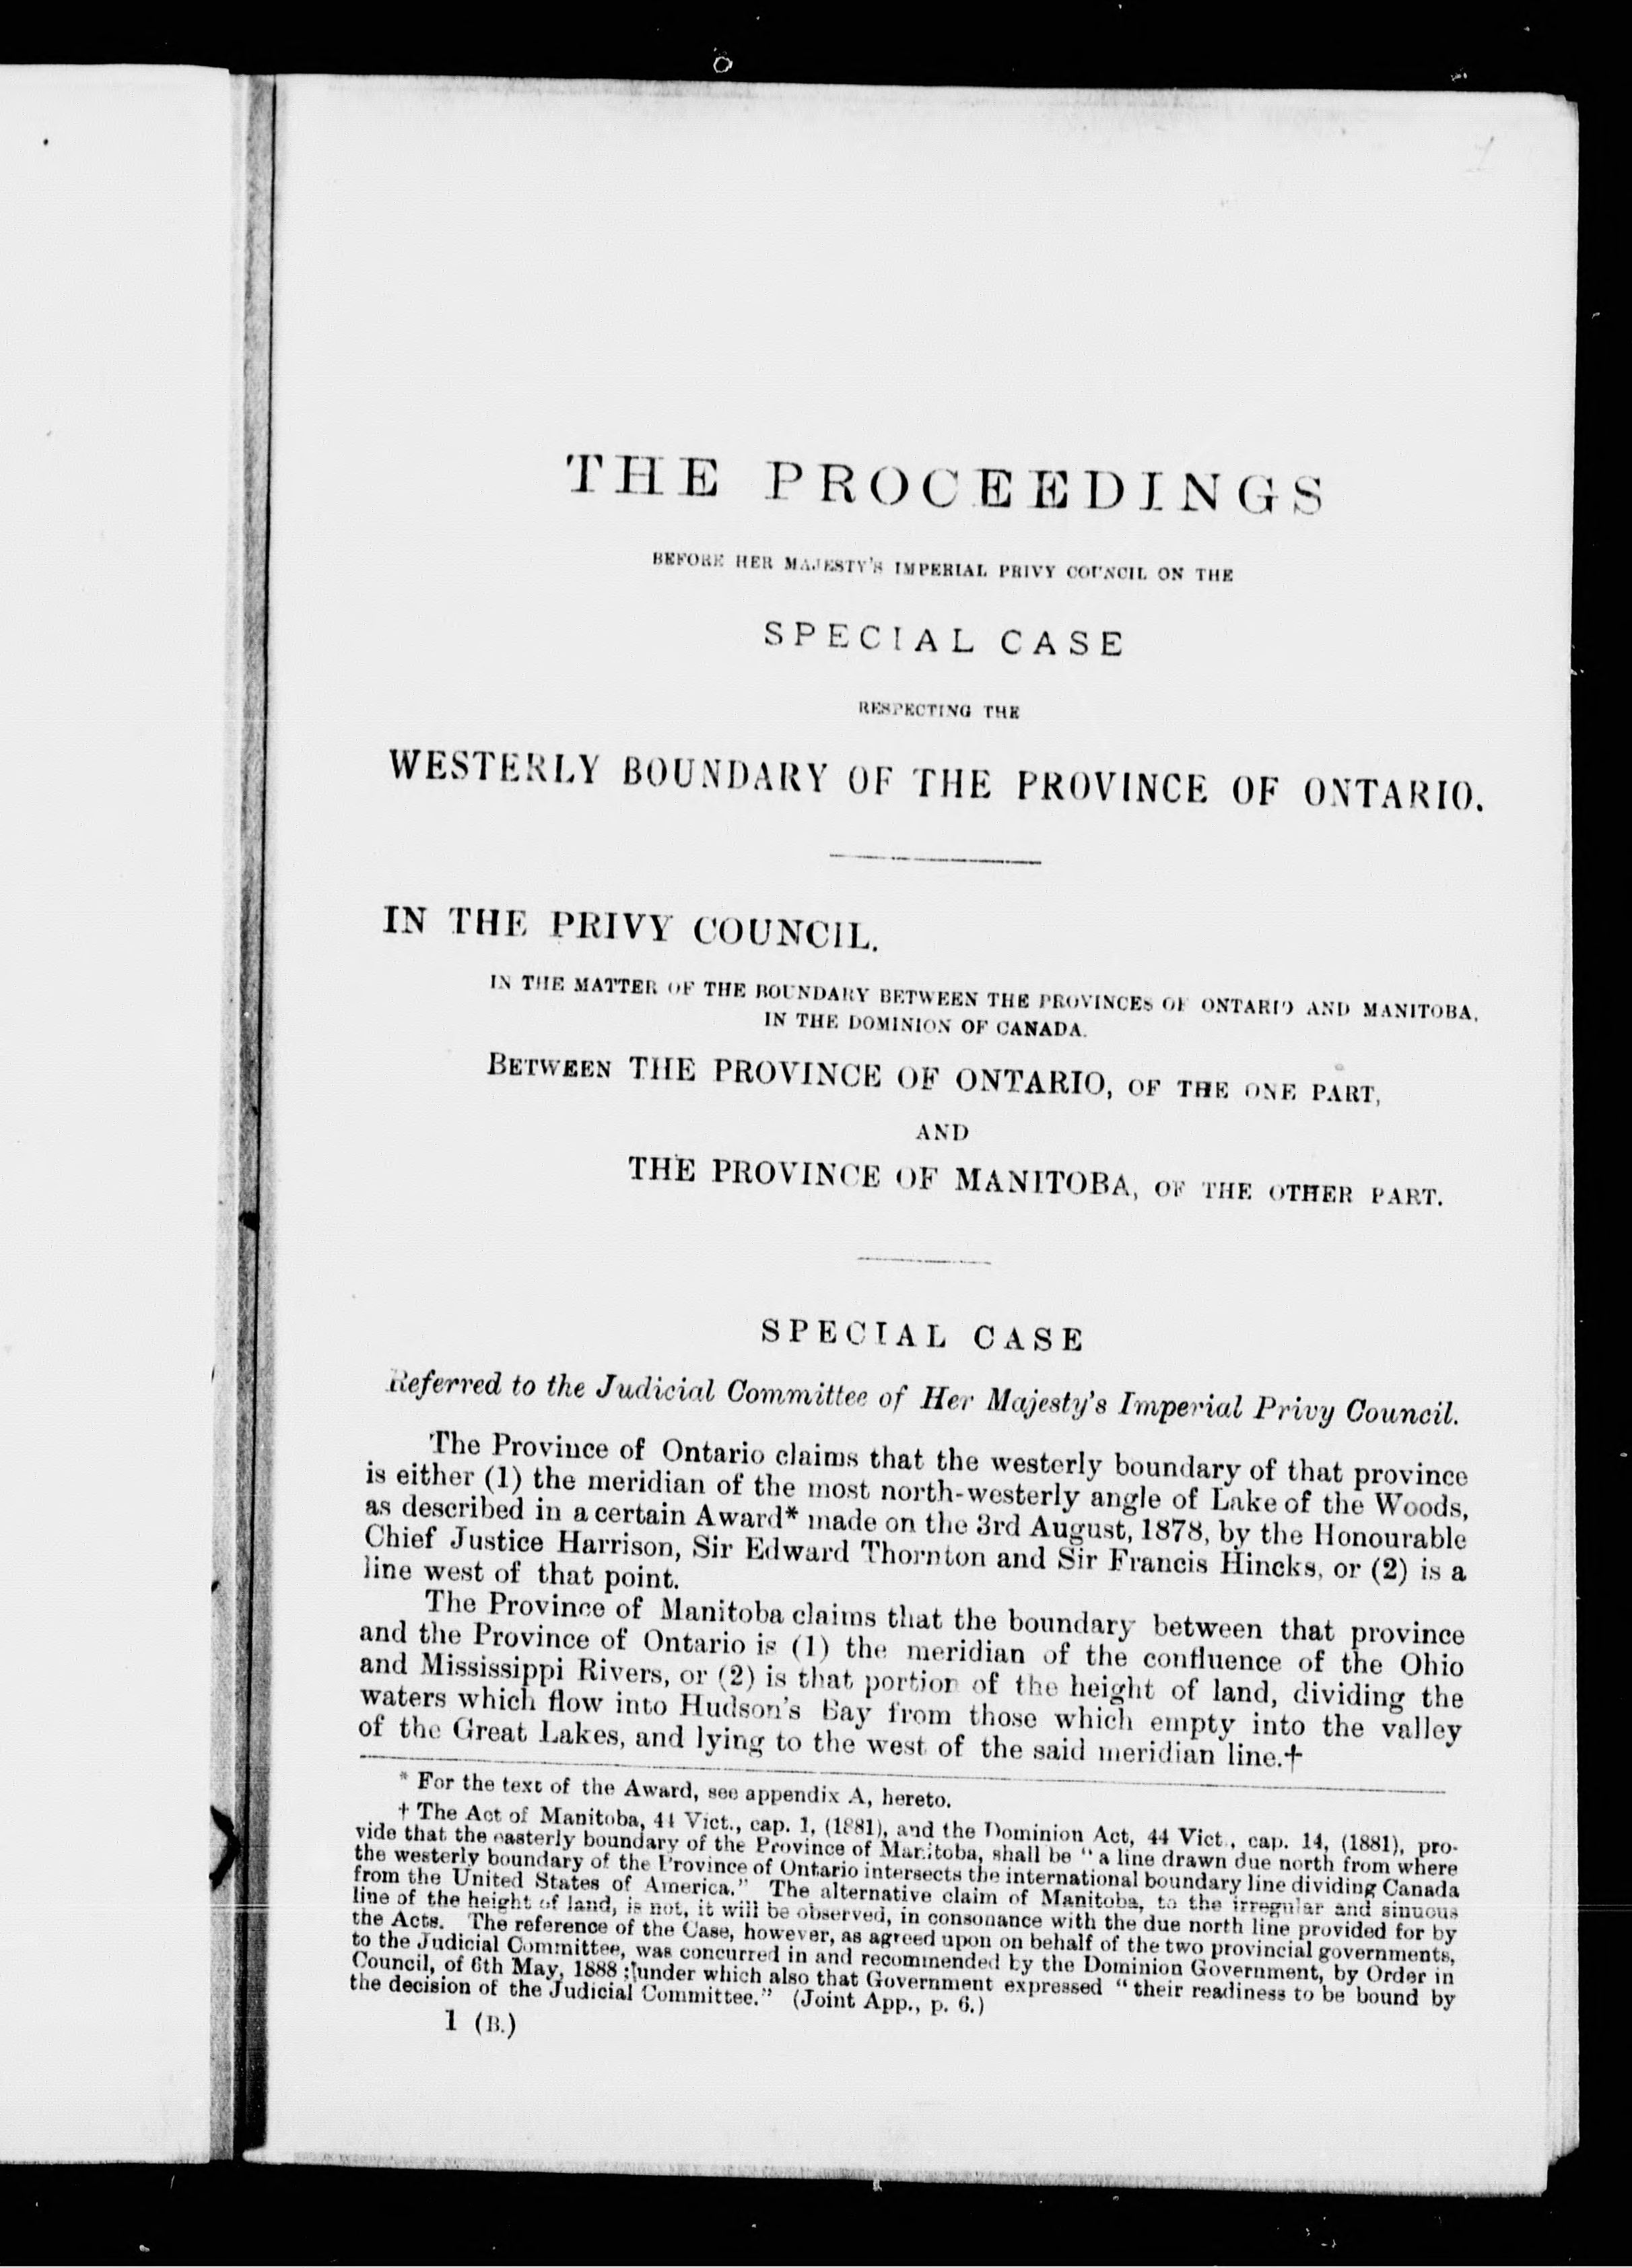 1
THE PROCEEDINGS
BEFORE HER MAJESTY'S IMPERIAL PRIVY COUNCIL ON THE
SPECIAL CASE
RESPECTING THE
WESTERLY BOUNDARY OF THE PROVINCE OF ONTARIO.
IN THE PRIVY COUNCIL.
IN THE MATTER OF THE BOUNDARY BETWEEN THE PROVINCES OF ONTARIO AND MANITOBA,
IN THE DOMINION OF CANADA.
BETWEEN THE PROVINCE OF ONTARIO, OF THE ONE PART,
AND
THE PROVINCE OF MANITOBA, OF THE OTHER PART.
SPECIAL CASE
Referred to the Judicial Committee of Her Majesty's Imperial Privy Council.
The Province of Ontario claims that the westerly boundary of that province
is either (1) the meridian of the most north-westerly angle of Lake of the Woods,
as described in a certain Award* made on the 3rd August, 1878, by the Honourable
Chief Justice Harrison, Sir Edward Thornton and Sir Francis Hincks, or (2) is a
line west of that point.
The Province of Manitoba claims that the boundary between that province
and the Province of Ontario is (1) the meridian of the confluence of the Ohio
and Mississippi Rivers, or (2) is that portion of the height of land, dividing the
waters which flow into Hudson's Bay from those which empty into the valley
of the Great Lakes, and lying to the west of the said meridian line.†
* For the text of the Award, see appendix A, hereto.
† The Act of Manitoba, 44 Vict., cap. 1, (1881), and the Dominion Act, 44 Vict., cap. 14, (1881), pro-
vide that the easterly boundary of the Province of Manitoba, shall be "a line drawn due north from where
the westerly boundary of the Province of Ontario intersects the international boundary line dividing Canada
from the United States of America." The alternative claim of Manitoba, to the irregular and sinuous
line of the height of land, is not, it will be observed, in consonance with the due north line provided for by
the Acts. The reference of the Case, however, as agreed upon on behalf of the two provincial governments,
to the Judicial Committee, was concurred in and recommended by the Dominion Government, by Order in
Council, of 6th May, 1888 ; under which also that Government expressed "their readiness to be bound by
the decision of the Judicial Committee." (Joint App., p. 6.)
1 (B.)